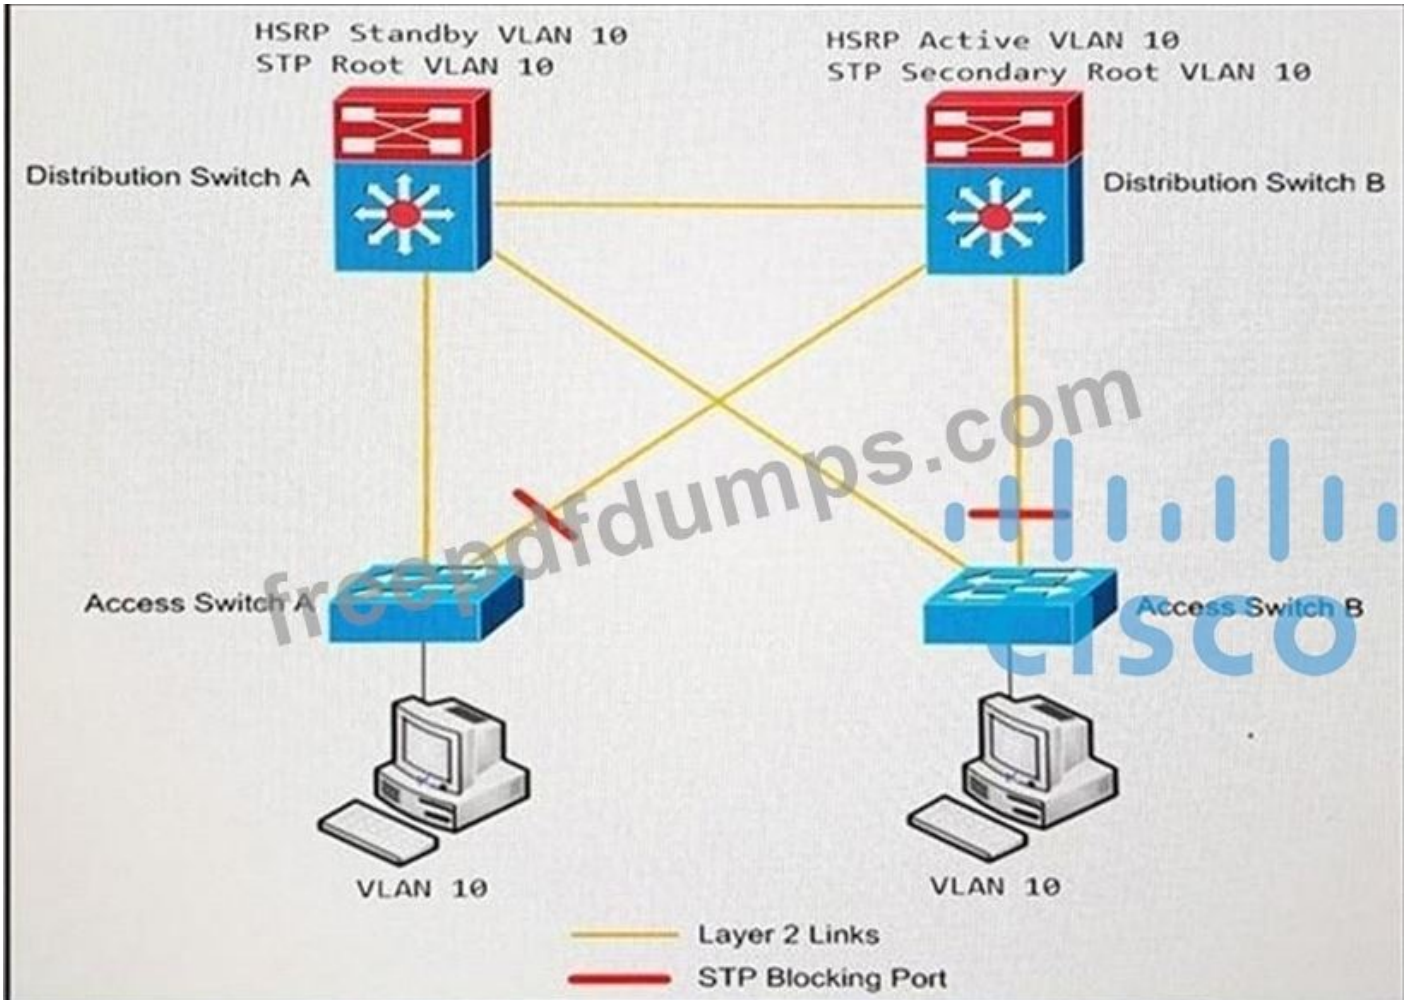 HSRP Standby VLAN 10
STP Root VLAN 10
HSRP Active VLAN 10
STP Secondary Root VLAN 10
Distribution Switch A
Distribution Switch B
freepdfdumps.com
Access Switch A
Access Switch B
CISCO
VLAN 10
VLAN 10
Layer 2 Links
STP Blocking Port